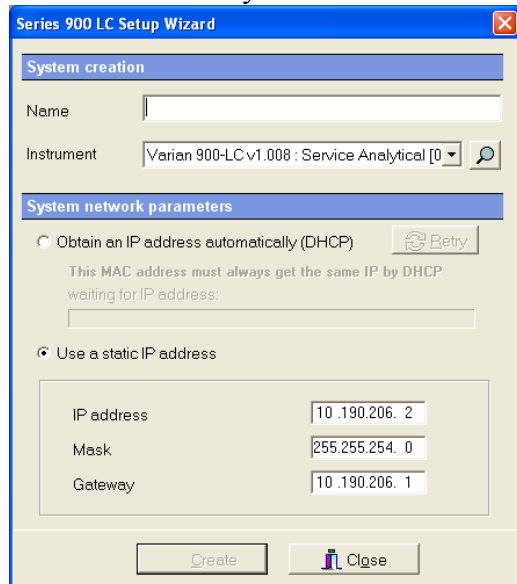 Series 900 LC Setup Wizard
System creation
Name
Instrument Varian 900-LC v1.008 : Service Analytical [0
System network parameters
Obtain an IP address automatically (DHCP) Retry
This MAC address must always get the same IP by DHCP
waiting for IP address:
Use a static IP address
IP address 10 .190.206. 2
Mask 255.255.254. 0
Gateway 10 .190.206. 1
Create Close